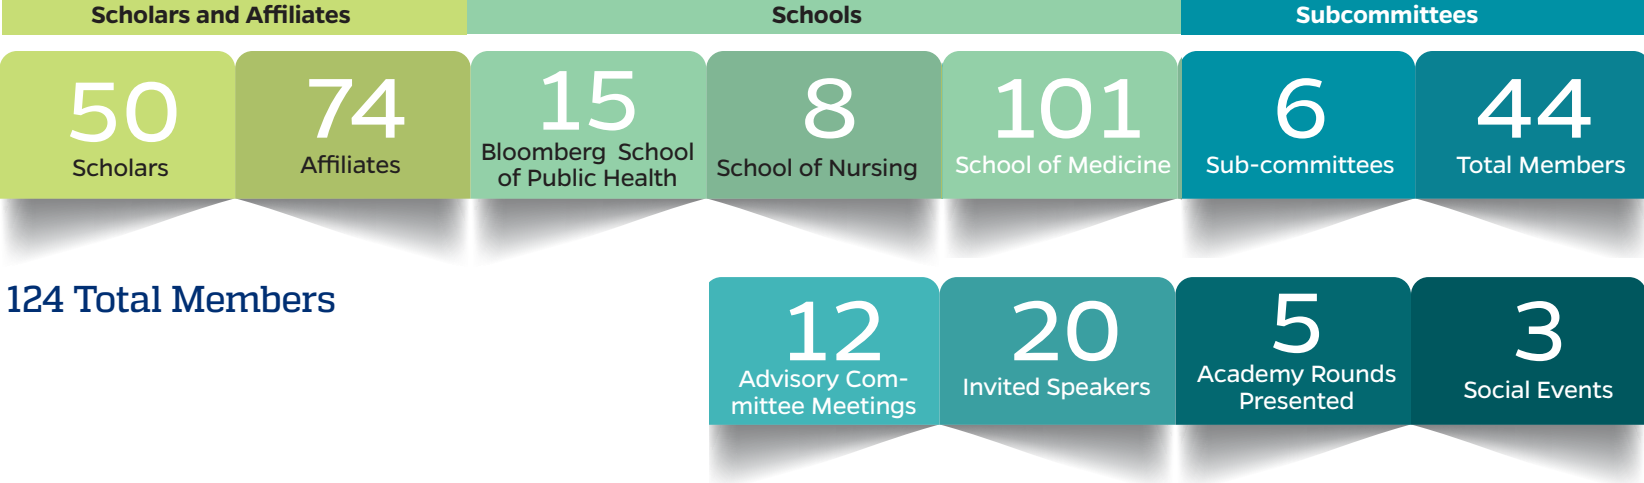 Scholars and Affiliates
Schools
Subcommittees
50
Scholars
74
Affiliates
15
Bloomberg School
of Public Health
8
School of Nursing
101
School of Medicine
6
Sub-committees
44
Total Members
124 Total Members
12
Advisory Com-
mittee Meetings
20
Invited Speakers
5
Academy Rounds
Presented
3
Social Events